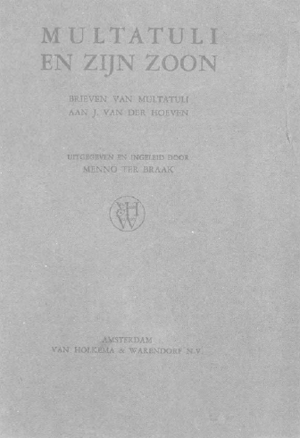 MULTATULI
EN ZIJN ZOON
BRIEVEN VAN MULTATULI
AAN J. VAN DER HOEVEN
UITGEGEVEN EN INGELEID DOOR
MENNO TER BRAAK
AMSTERDAM
VAN HOLKEMA & WARENDORF N.V.